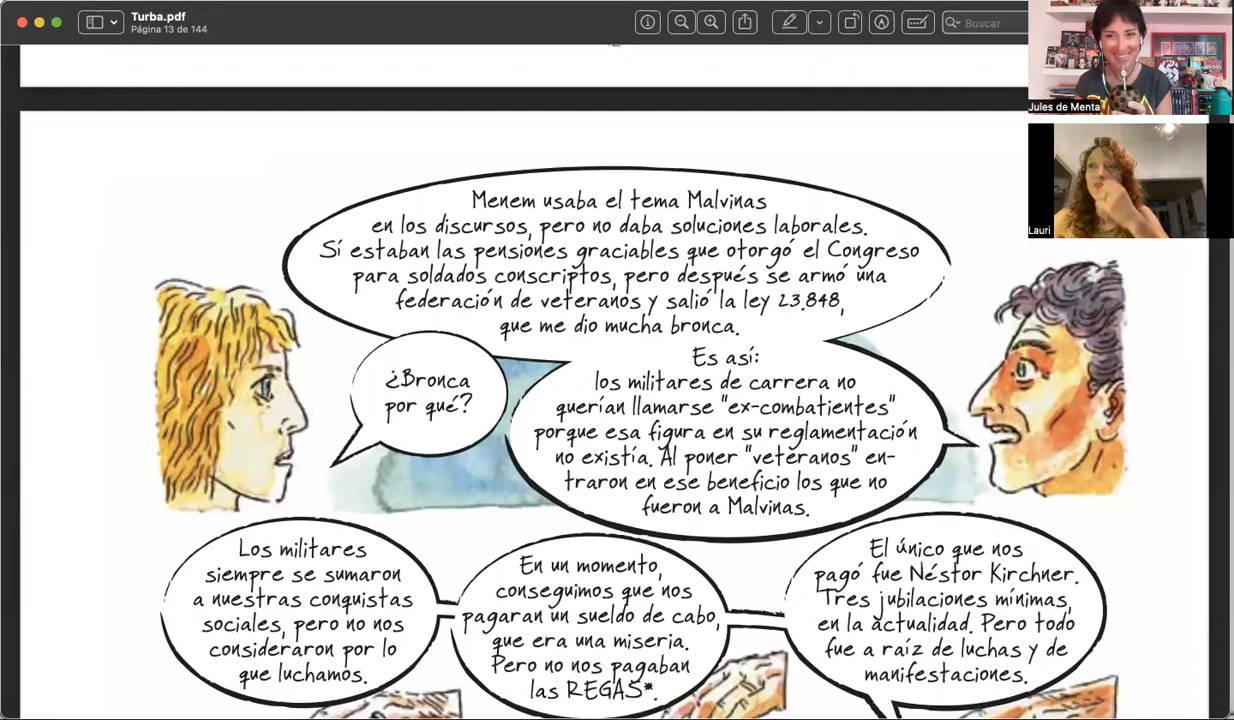 Turba.pdf
Página 13 de 144
Buscar
Jules de Menta
Lauri
Menem usaba el tema Malvinas
en los discursos, pero no daba soluciones laborales.
Sí estaban las pensiones graciables que otorgó el Congreso
para soldados conscriptos, pero después se armó una
federación de veteranos y salió la ley 23.848,
que me dio mucha bronca.
¿Bronca
por qué?
Es así:
los militares de carrera no
querían llamarse "ex-combatientes"
porque esa figura en su reglamentación
no existía. Al poner "veteranos" en-
traron en ese beneficio los que no
fueron a Malvinas.
Los militares
siempre se sumaron
a nuestras conquistas
sociales, pero no nos
consideraron por lo
que luchamos.
En un momento,
conseguimos que nos
pagaran un sueldo de cabo,
que era una miseria.
Pero no nos pagaban
las REGAS*.
El único que nos
pagó fue Néstor Kirchner.
Tres jubilaciones mínimas,
en la actualidad. Pero todo
fue a raíz de luchas y de
manifestaciones.